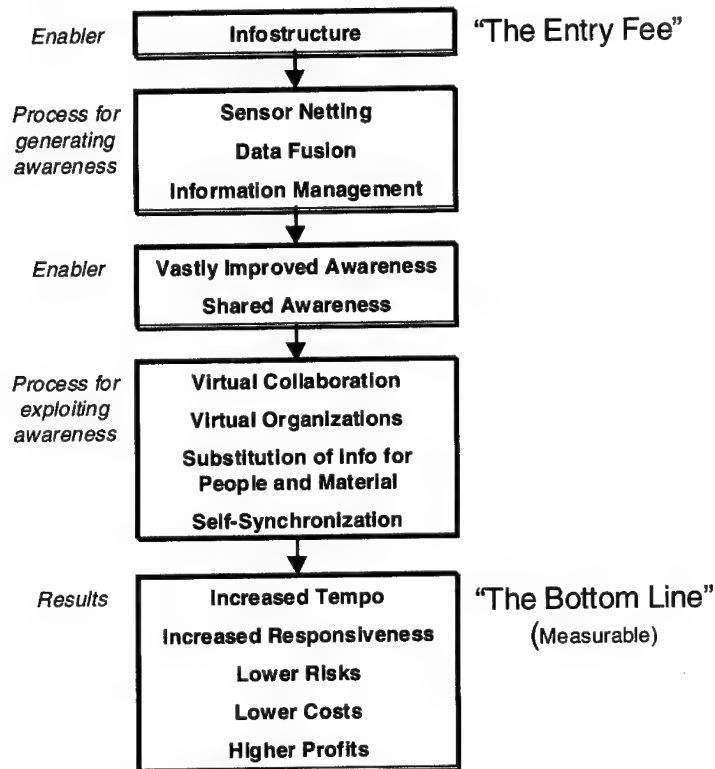 Enabler
Infostructure
“The Entry Fee”
Process for
generating
awareness
Sensor Netting
Data Fusion
Information Management
Enabler
Vastly Improved Awareness
Shared Awareness
Process for
exploiting
awareness
Virtual Collaboration
Virtual Organizations
Substitution of Info for
People and Material
Self-Synchronization
Results
Increased Tempo
Increased Responsiveness
Lower Risks
Lower Costs
Higher Profits
“The Bottom Line”
(Measurable)